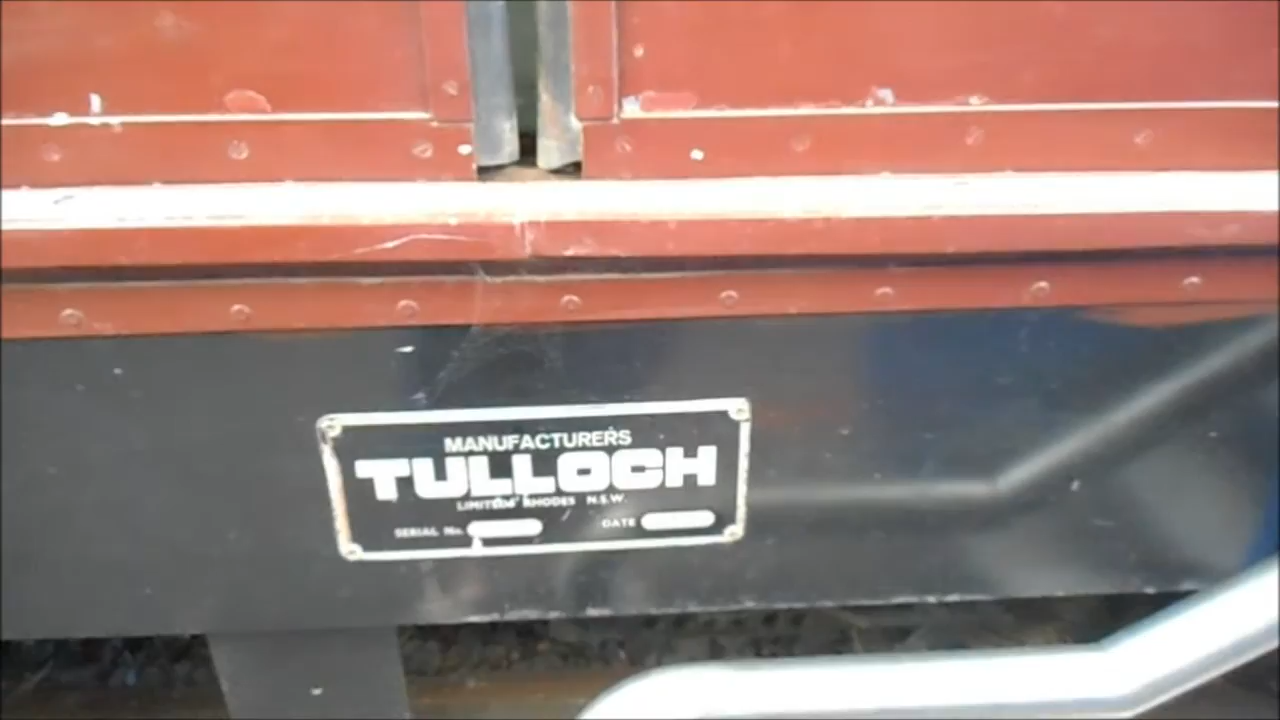 MANUFACTURERS
TULLOCH
LIMITED RHODES N.S.W.
SERIAL No.
DATE